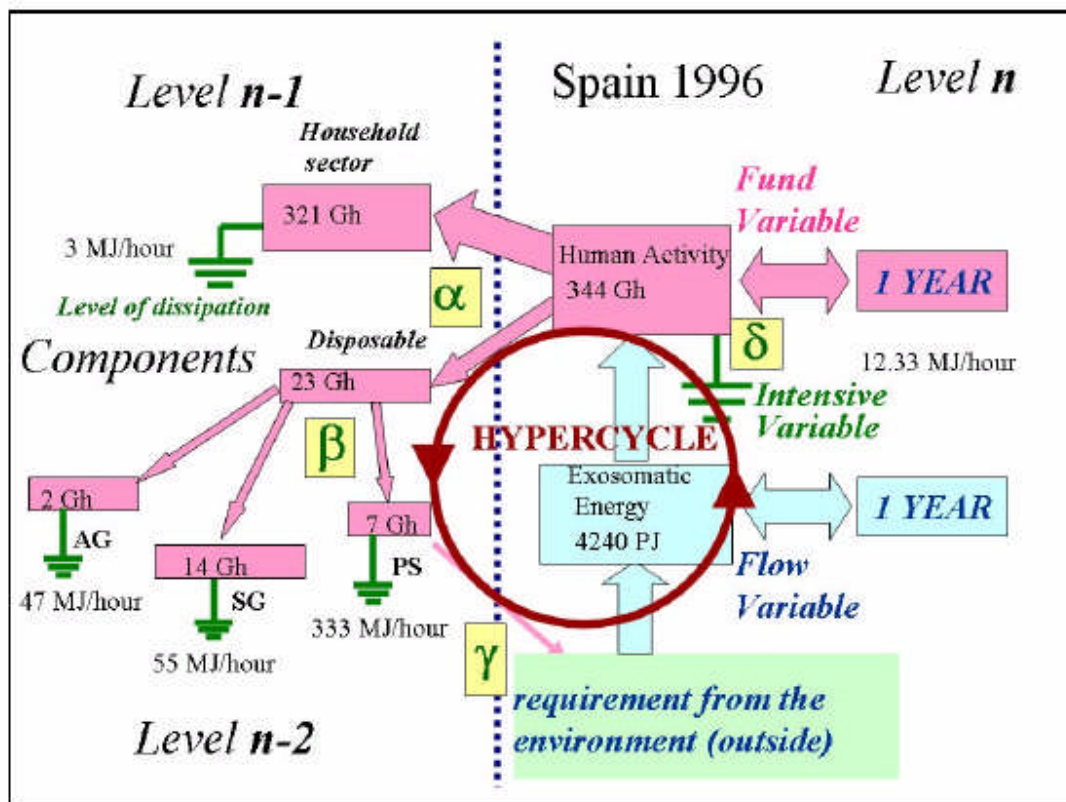 Level n-1
Spain 1996
Level n
Household
sector
321 Gh
3 MJ/hour
Level of dissipation
α
Fund
Variable
Human Activity
344 Gh
1 YEAR
δ
12.33 MJ/hour
Intensive
Variable
Components
Disposable
23 Gh
β
HYPERCYCLE
2 Gh
AG
47 MJ/hour
14 Gh
SG
55 MJ/hour
7 Gh
PS
333 MJ/hour
Exosomatic
Energy
4240 PJ
1 YEAR
Flow
Variable
γ
requirement from the
environment (outside)
Level n-2